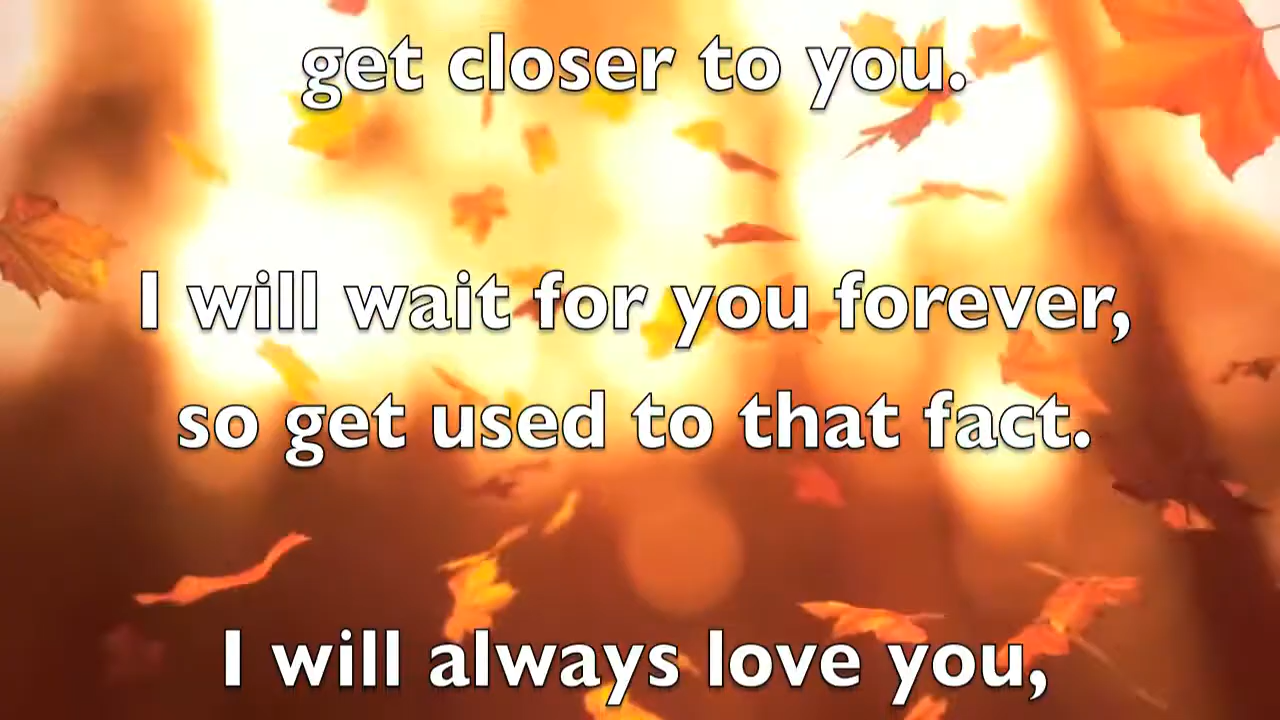 get closer to you.
I will wait for you forever,
so get used to that fact.
I will always love you,